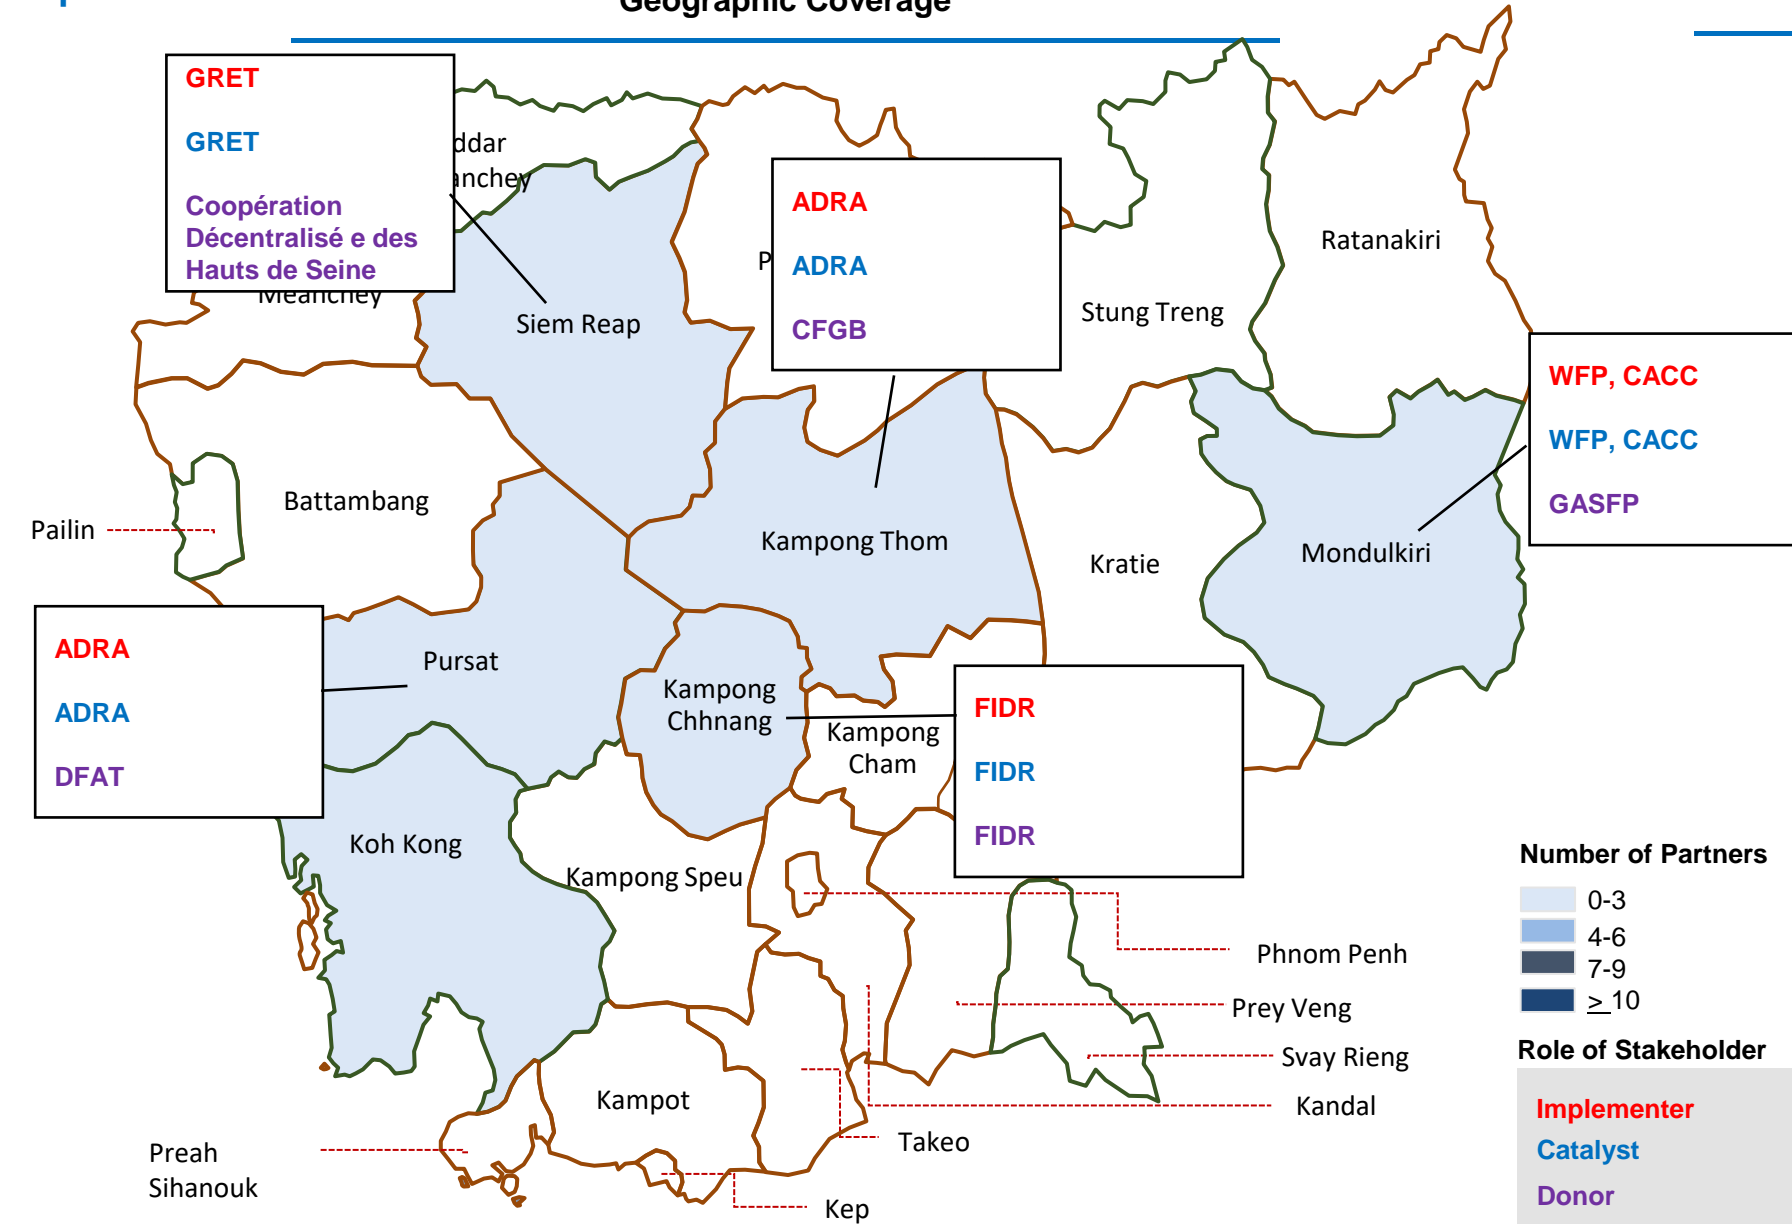 Geographic Coverage
GRET
GRET
Coopération
Décentralisé e des
Hauts de Seine
ddar
anchey
Meanchey
Siem Reap
ADRA
ADRA
CFGB
P
Stung Treng
Ratanakiri
WFP, CACC
WFP, CACC
GASFP
Battambang
Pailin
Kampong Thom
Kratie
Mondulkiri
ADRA
ADRA
DFAT
Pursat
Kampong
Chhnang
Kampong
Cham
FIDR
FIDR
FIDR
Koh Kong
Kampong Speu
Number of Partners
0-3
4-6
7-9
> 10
Phnom Penh
Prey Veng
Svay Rieng
Kandal
Takeo
Kampot
Kep
Preah
Sihanouk
Role of Stakeholder
Implementer
Catalyst
Donor